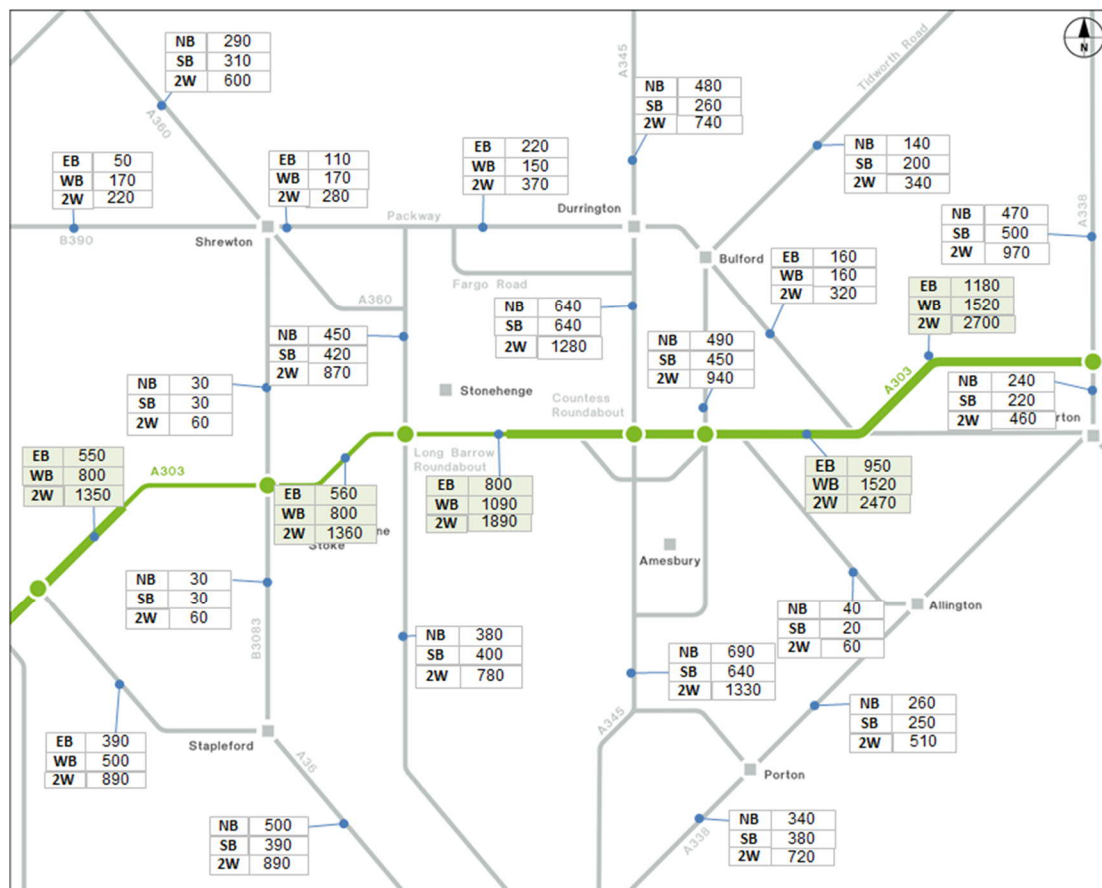 NB 290
SB 310
2W 600
A345
Tidworth Road
N
A360
NB 480
SB 260
2W 740
EB 50
WB 170
2W 220
EB 110
WB 170
2W 280
EB 220
WB 150
2W 370
NB 140
SB 200
2W 340
A338
B390
Shrewton
Packway
Durrington
NB 470
SB 500
2W 970
Bulford
EB 160
WB 160
2W 320
Fargo Road
A360
EB 1180
WB 1520
2W 2700
NB 640
SB 640
2W 1280
NB 450
SB 420
2W 870
NB 490
SB 450
2W 940
NB 30
SB 30
2W 60
Stonehenge
Countess
Roundabout
A303
NB 240
SB 220
2W 460
erton
EB 550
WB 800
2W 1350
A303
Long Barrow
Roundabout
EB 560
WB 800
2W 1360
ne
Stoke
EB 800
WB 1090
2W 1890
EB 950
WB 1520
2W 2470
Amesbury
NB 30
SB 30
2W 60
B3083
NB 380
SB 400
2W 780
NB 40
SB 20
2W 60
Allington
NB 690
SB 640
2W 1330
NB 260
SB 250
2W 510
A345
EB 390
WB 500
2W 890
Stapleford
A36
Porton
NB 500
SB 390
2W 890
A338
NB 340
SB 380
2W 720